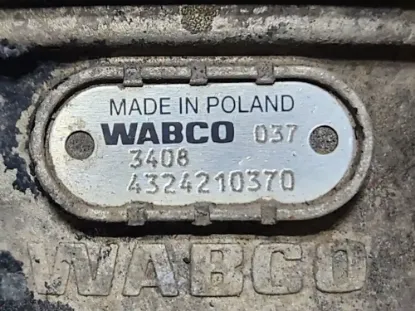 MADE IN POLAND
WABCO 037
3408
4324210370
WABCO